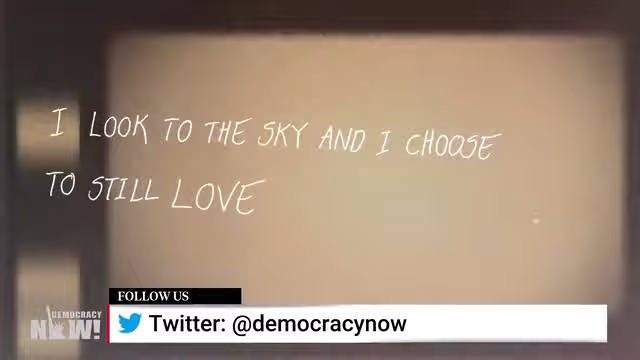 I LOOK TO THE SKY AND I CHOOSE
TO STILL LOVE
FOLLOW US
DEMOCRACY
NOW!
Twitter: @democracynow